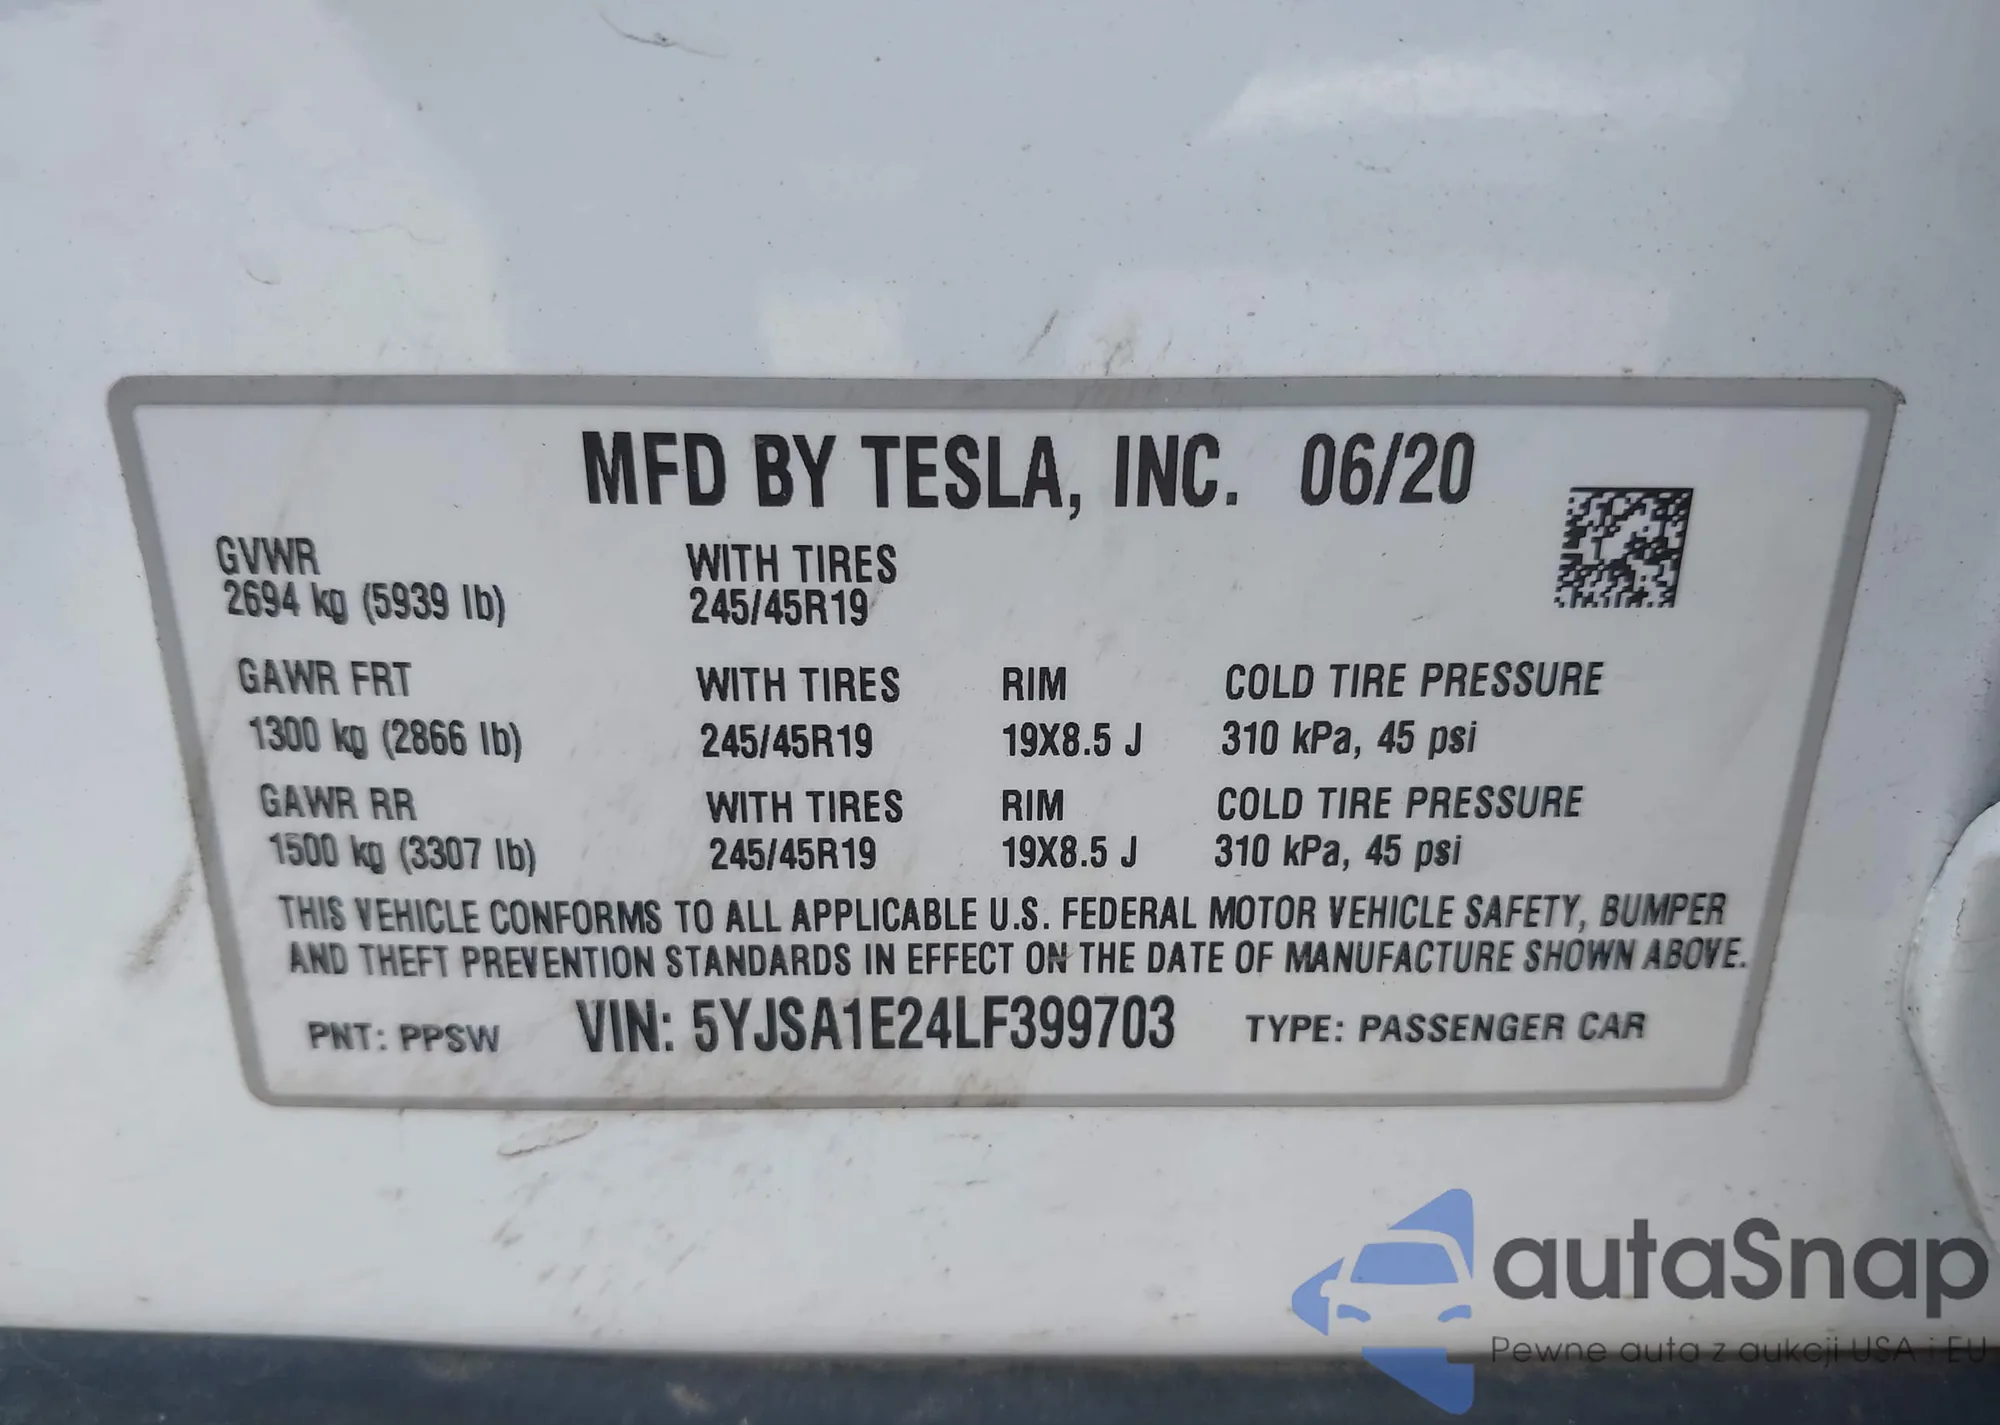 MFD BY TESLA, INC. 06/20
GVWR WITH TIRES
2694 kg (5939 lb) 245/45R19
GAWR FRT WITH TIRES RIM COLD TIRE PRESSURE
1300 kg (2866 lb) 245/45R19 19X8.5 J 310 kPa, 45 psi
GAWR RR WITH TIRES RIM COLD TIRE PRESSURE
1500 kg (3307 lb) 245/45R19 19X8.5 J 310 kPa, 45 psi
THIS VEHICLE CONFORMS TO ALL APPLICABLE U.S. FEDERAL MOTOR VEHICLE SAFETY, BUMPER
AND THEFT PREVENTION STANDARDS IN EFFECT ON THE DATE OF MANUFACTURE SHOWN ABOVE.
PNT: PPSW VIN: 5YJSA1E24LF399703 TYPE: PASSENGER CAR
autaSnap
Pewne auta z aukcji USA i EU